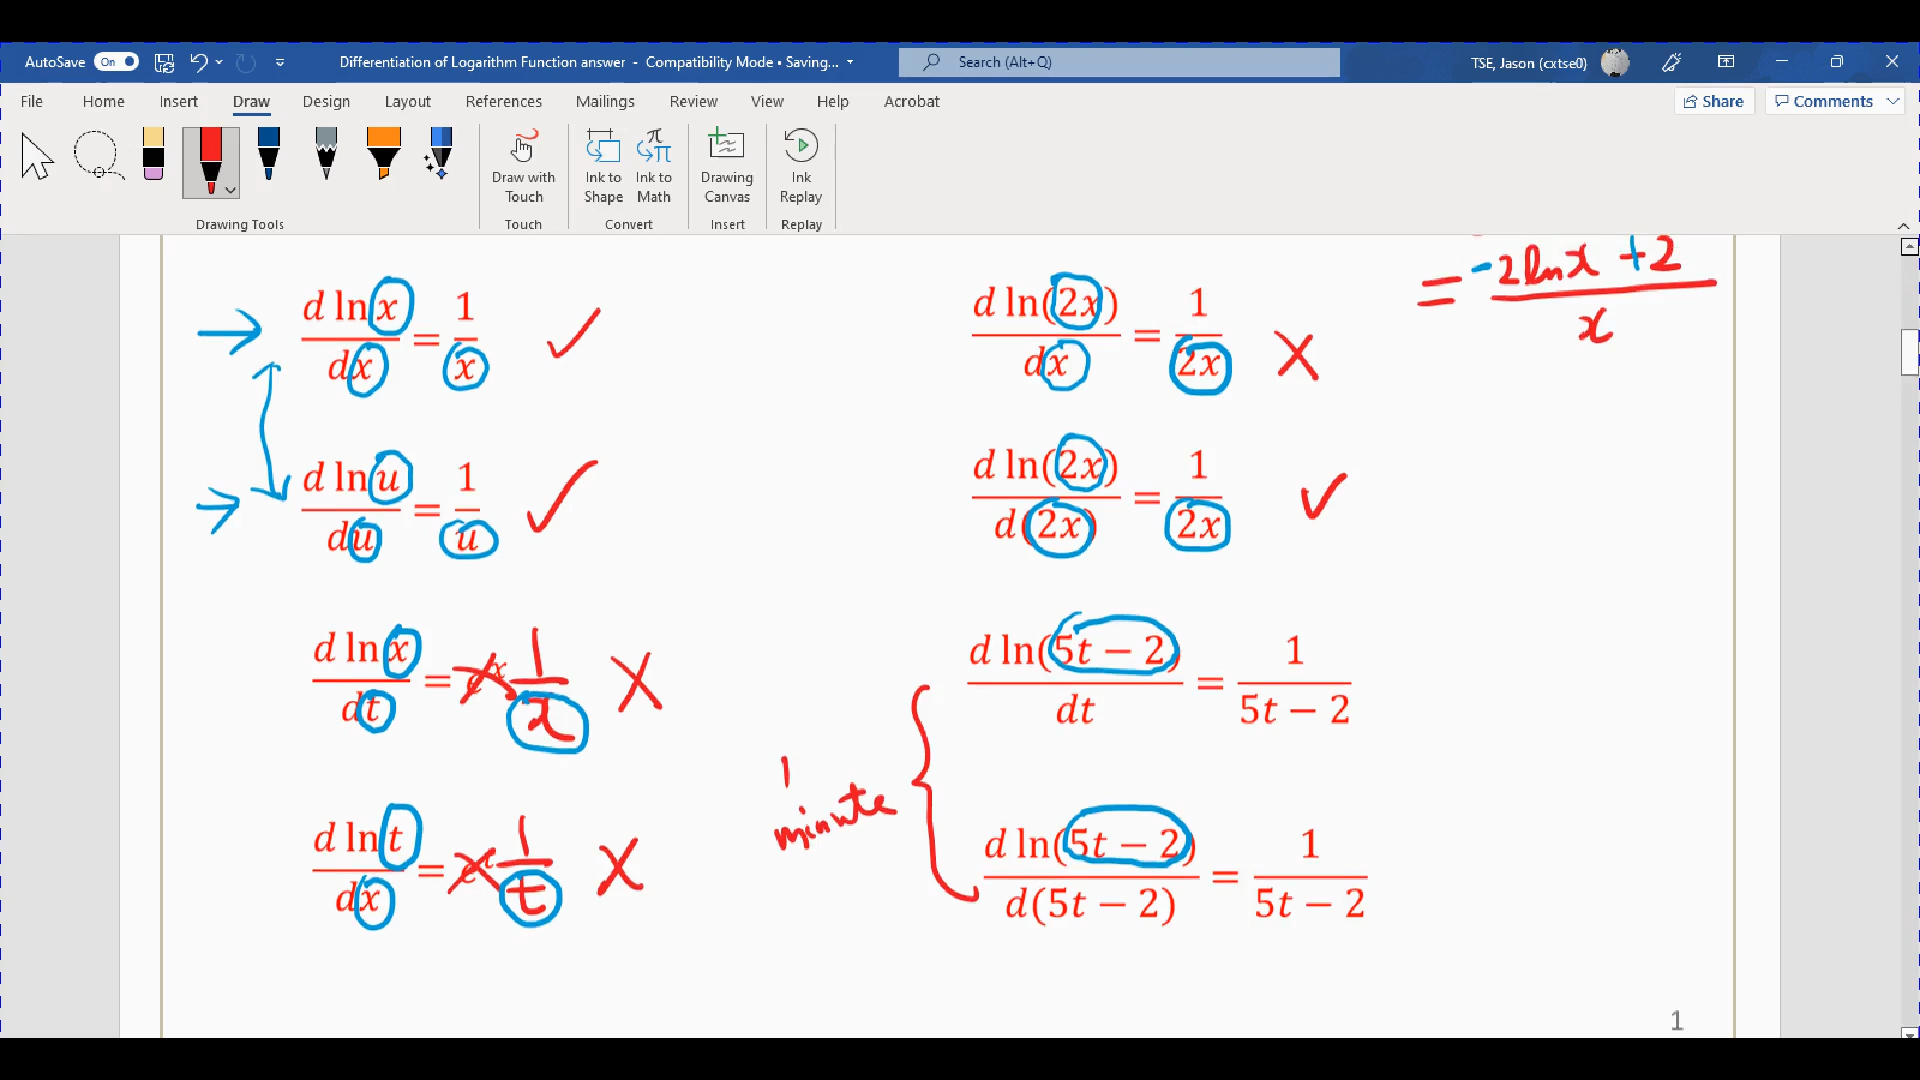 AutoSave On Differentiation of Logarithm Function answer - Compatibility Mode • Saving... Search (Alt+Q) TSE, Jason (cxtse0)
File Home Insert Draw Design Layout References Mailings Review View Help Acrobat Share Comments
Draw with Touch
Ink to Shape
Ink to Math
Drawing Canvas
Ink Replay
Drawing Tools Touch Convert Insert Replay
= (-2 ln x + 2)/x
d ln x / dx = 1/x ✓
d ln u / du = 1/u ✓
d ln x / dt = 1/x X
d ln t / dx = 1/t X
d ln(2x) / dx = 1/2x X
d ln(2x) / d(2x) = 1/2x ✓
1 minute
d ln(5t − 2) / dt = 1/(5t − 2)
d ln(5t − 2) / d(5t − 2) = 1/(5t − 2)
1